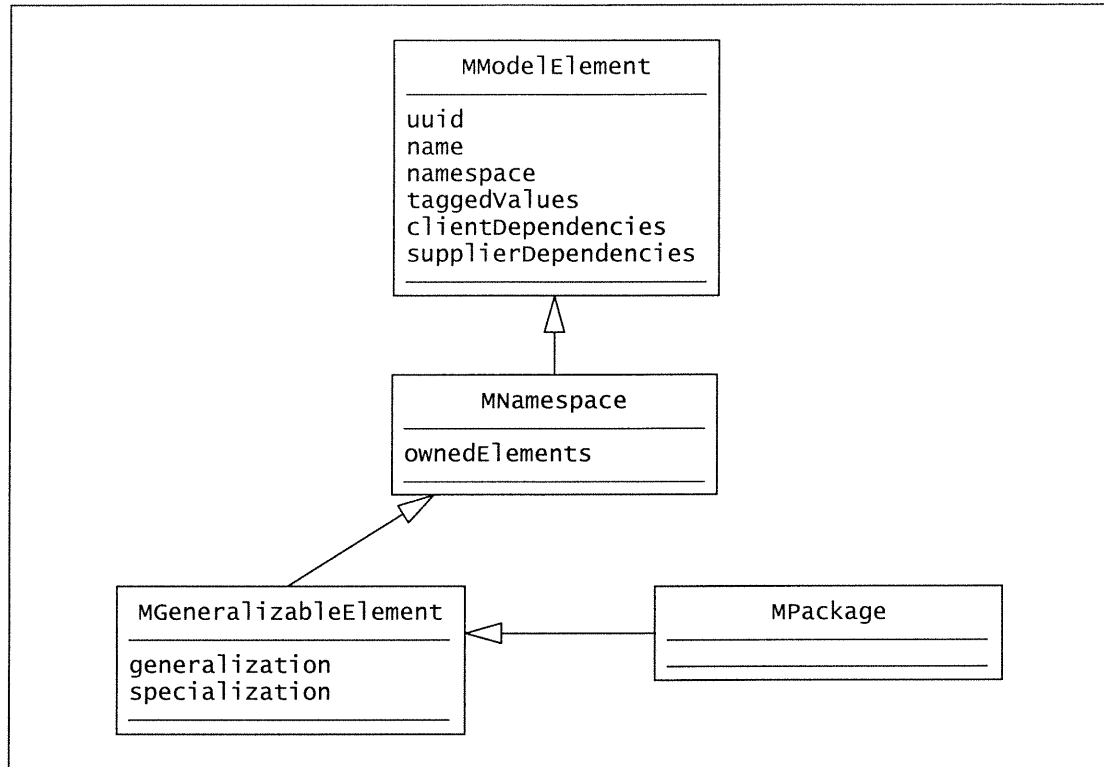 MModelElement
uuid
name
namespace
taggedValues
clientDependencies
supplierDependencies
MNamespace
ownedElements
MGeneralizableElement
generalization
specialization
MPackage